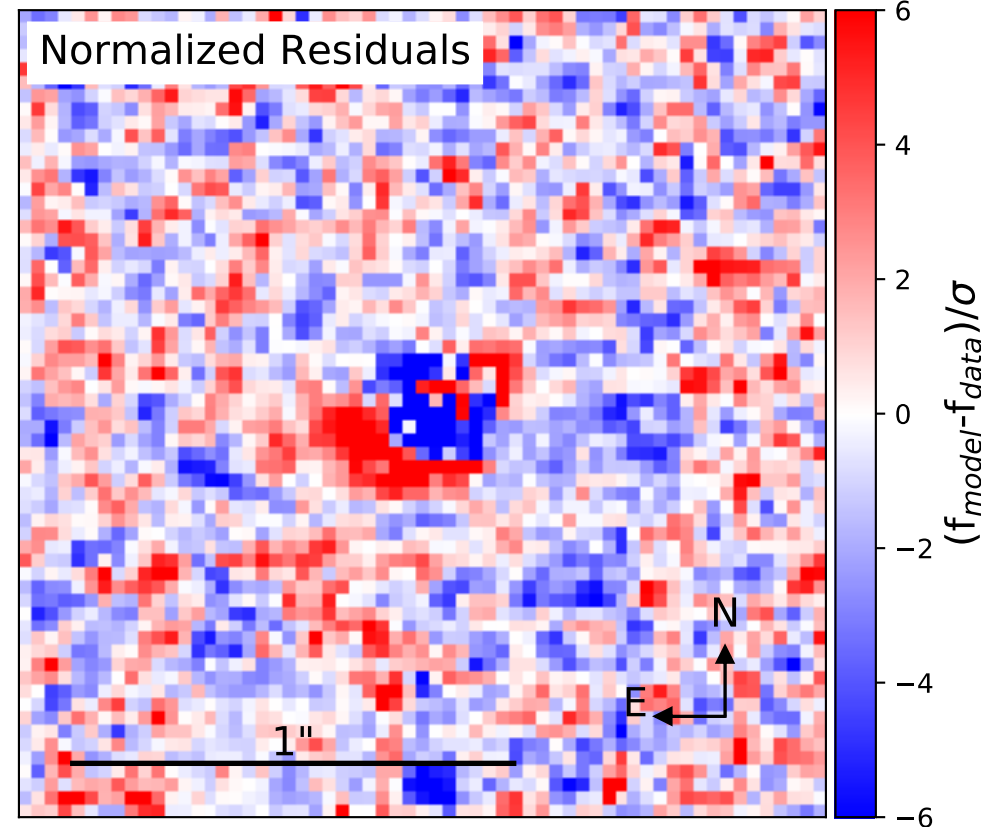 Normalized Residuals
6
4
2
0
−2
−4
−6
(f_model-f_data)/σ
N
E
1"